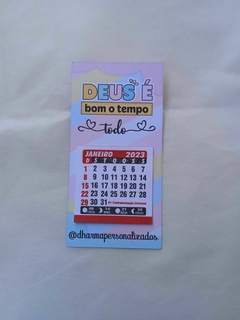 DEUS É
bom o tempo
todo
JANEIRO 2023
D S T Q Q S S
1 2 3 4 5 6 7
8 9 10 11 12 13 14
15 16 17 18 19 20 21
22 23 24 25 26 27 28
29 30 31
@dharmapersonalizados